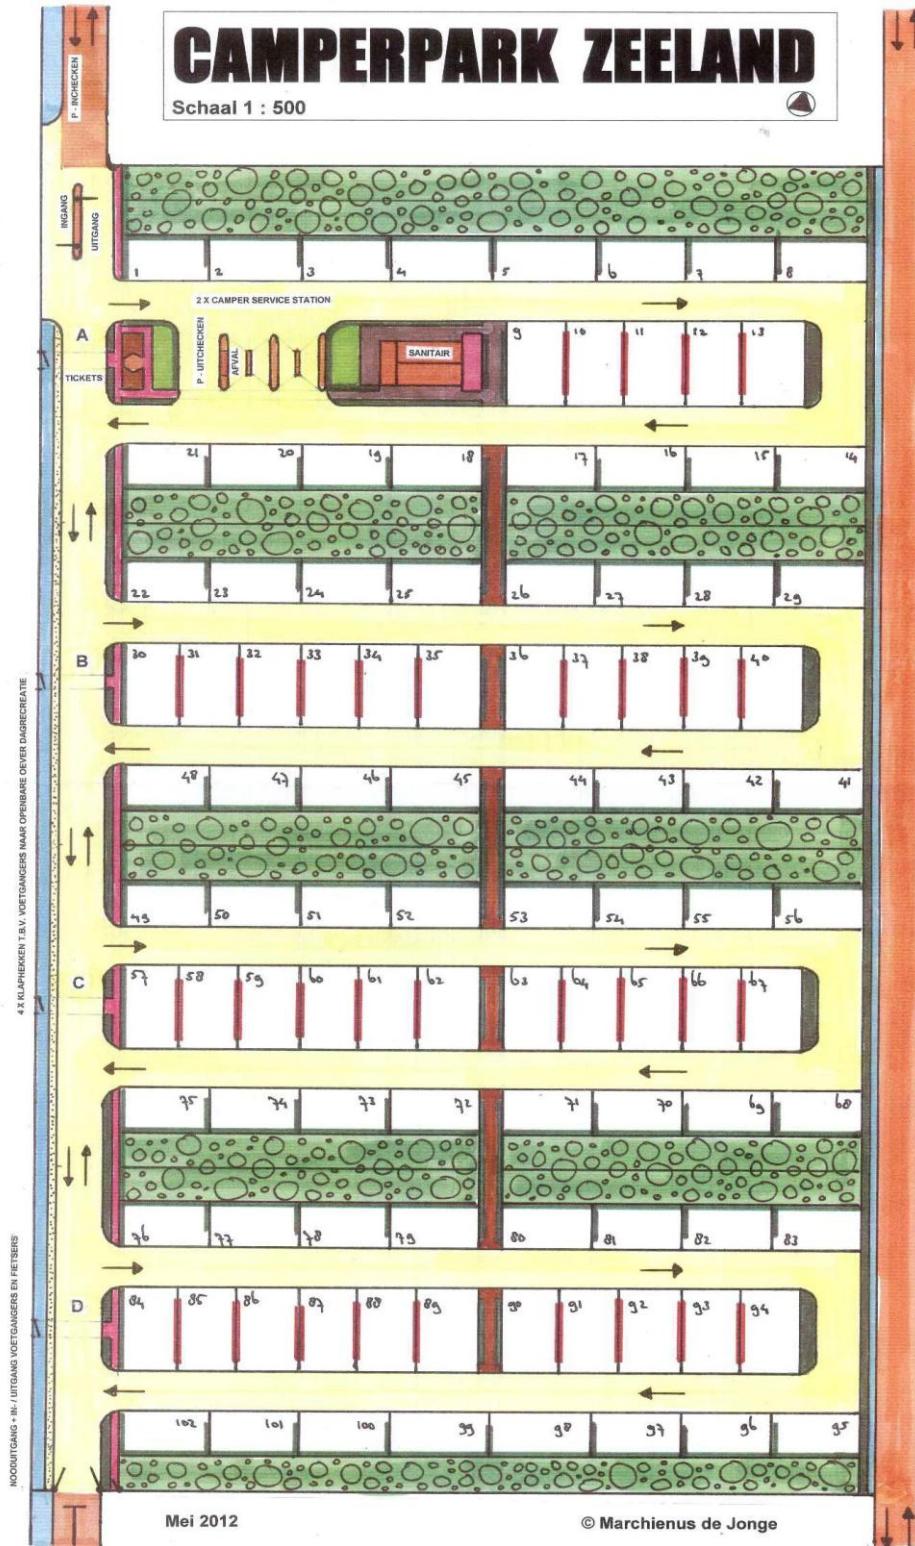 CAMPERPARK ZEELAND
Schaal 1 : 500
P - INCHECKEN
INGANG
UITGANG
1 2 3 4 5 6 7 8
2 X CAMPER SERVICE STATION
A
TICKETS
P - UITCHECKEN
AFVAL
SANITAIR
9 10 11 12 13
21 20 19 18 17 16 15 14
22 23 24 25 26 27 28 29
B
30 31 32 33 34 35 36 37 38 39 40
48 47 46 45 44 43 42 41
4 X KLAPHEKKEN T.B.V. VOETGANGERS NAAR OPENBARE OEVER DAGRECREATIE
49 50 51 52 53 54 55 56
C
57 58 59 60 61 62 63 64 65 66 67
75 74 73 72 71 70 69 68
76 77 78 79 80 81 82 83
D
84 85 86 87 88 89 90 91 92 93 94
NOODUITGANG + IN- / UITGANG VOETGANGERS EN FIETSERS
102 101 100 99 98 97 96 95
Mei 2012
© Marchienus de Jonge